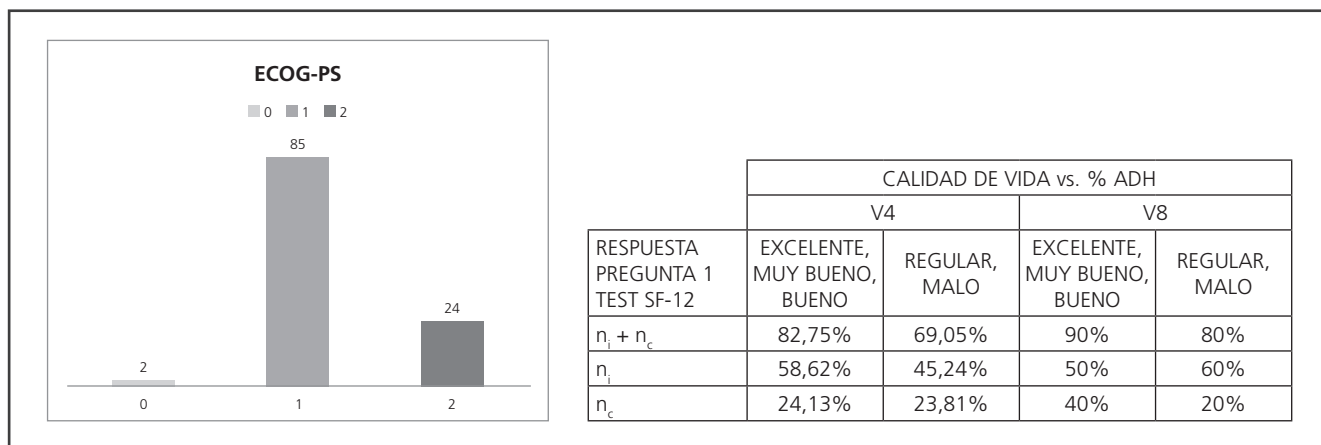 ECOG-PS
0 1 2
85
24
2
0 1 2
CALIDAD DE VIDA vs. % ADH
V4 V8
RESPUESTA PREGUNTA 1 TEST SF-12
EXCELENTE, MUY BUENO, BUENO
REGULAR, MALO
EXCELENTE, MUY BUENO, BUENO
REGULAR, MALO
nᵢ + n꜀ 82,75% 69,05% 90% 80%
nᵢ 58,62% 45,24% 50% 60%
n꜀ 24,13% 23,81% 40% 20%